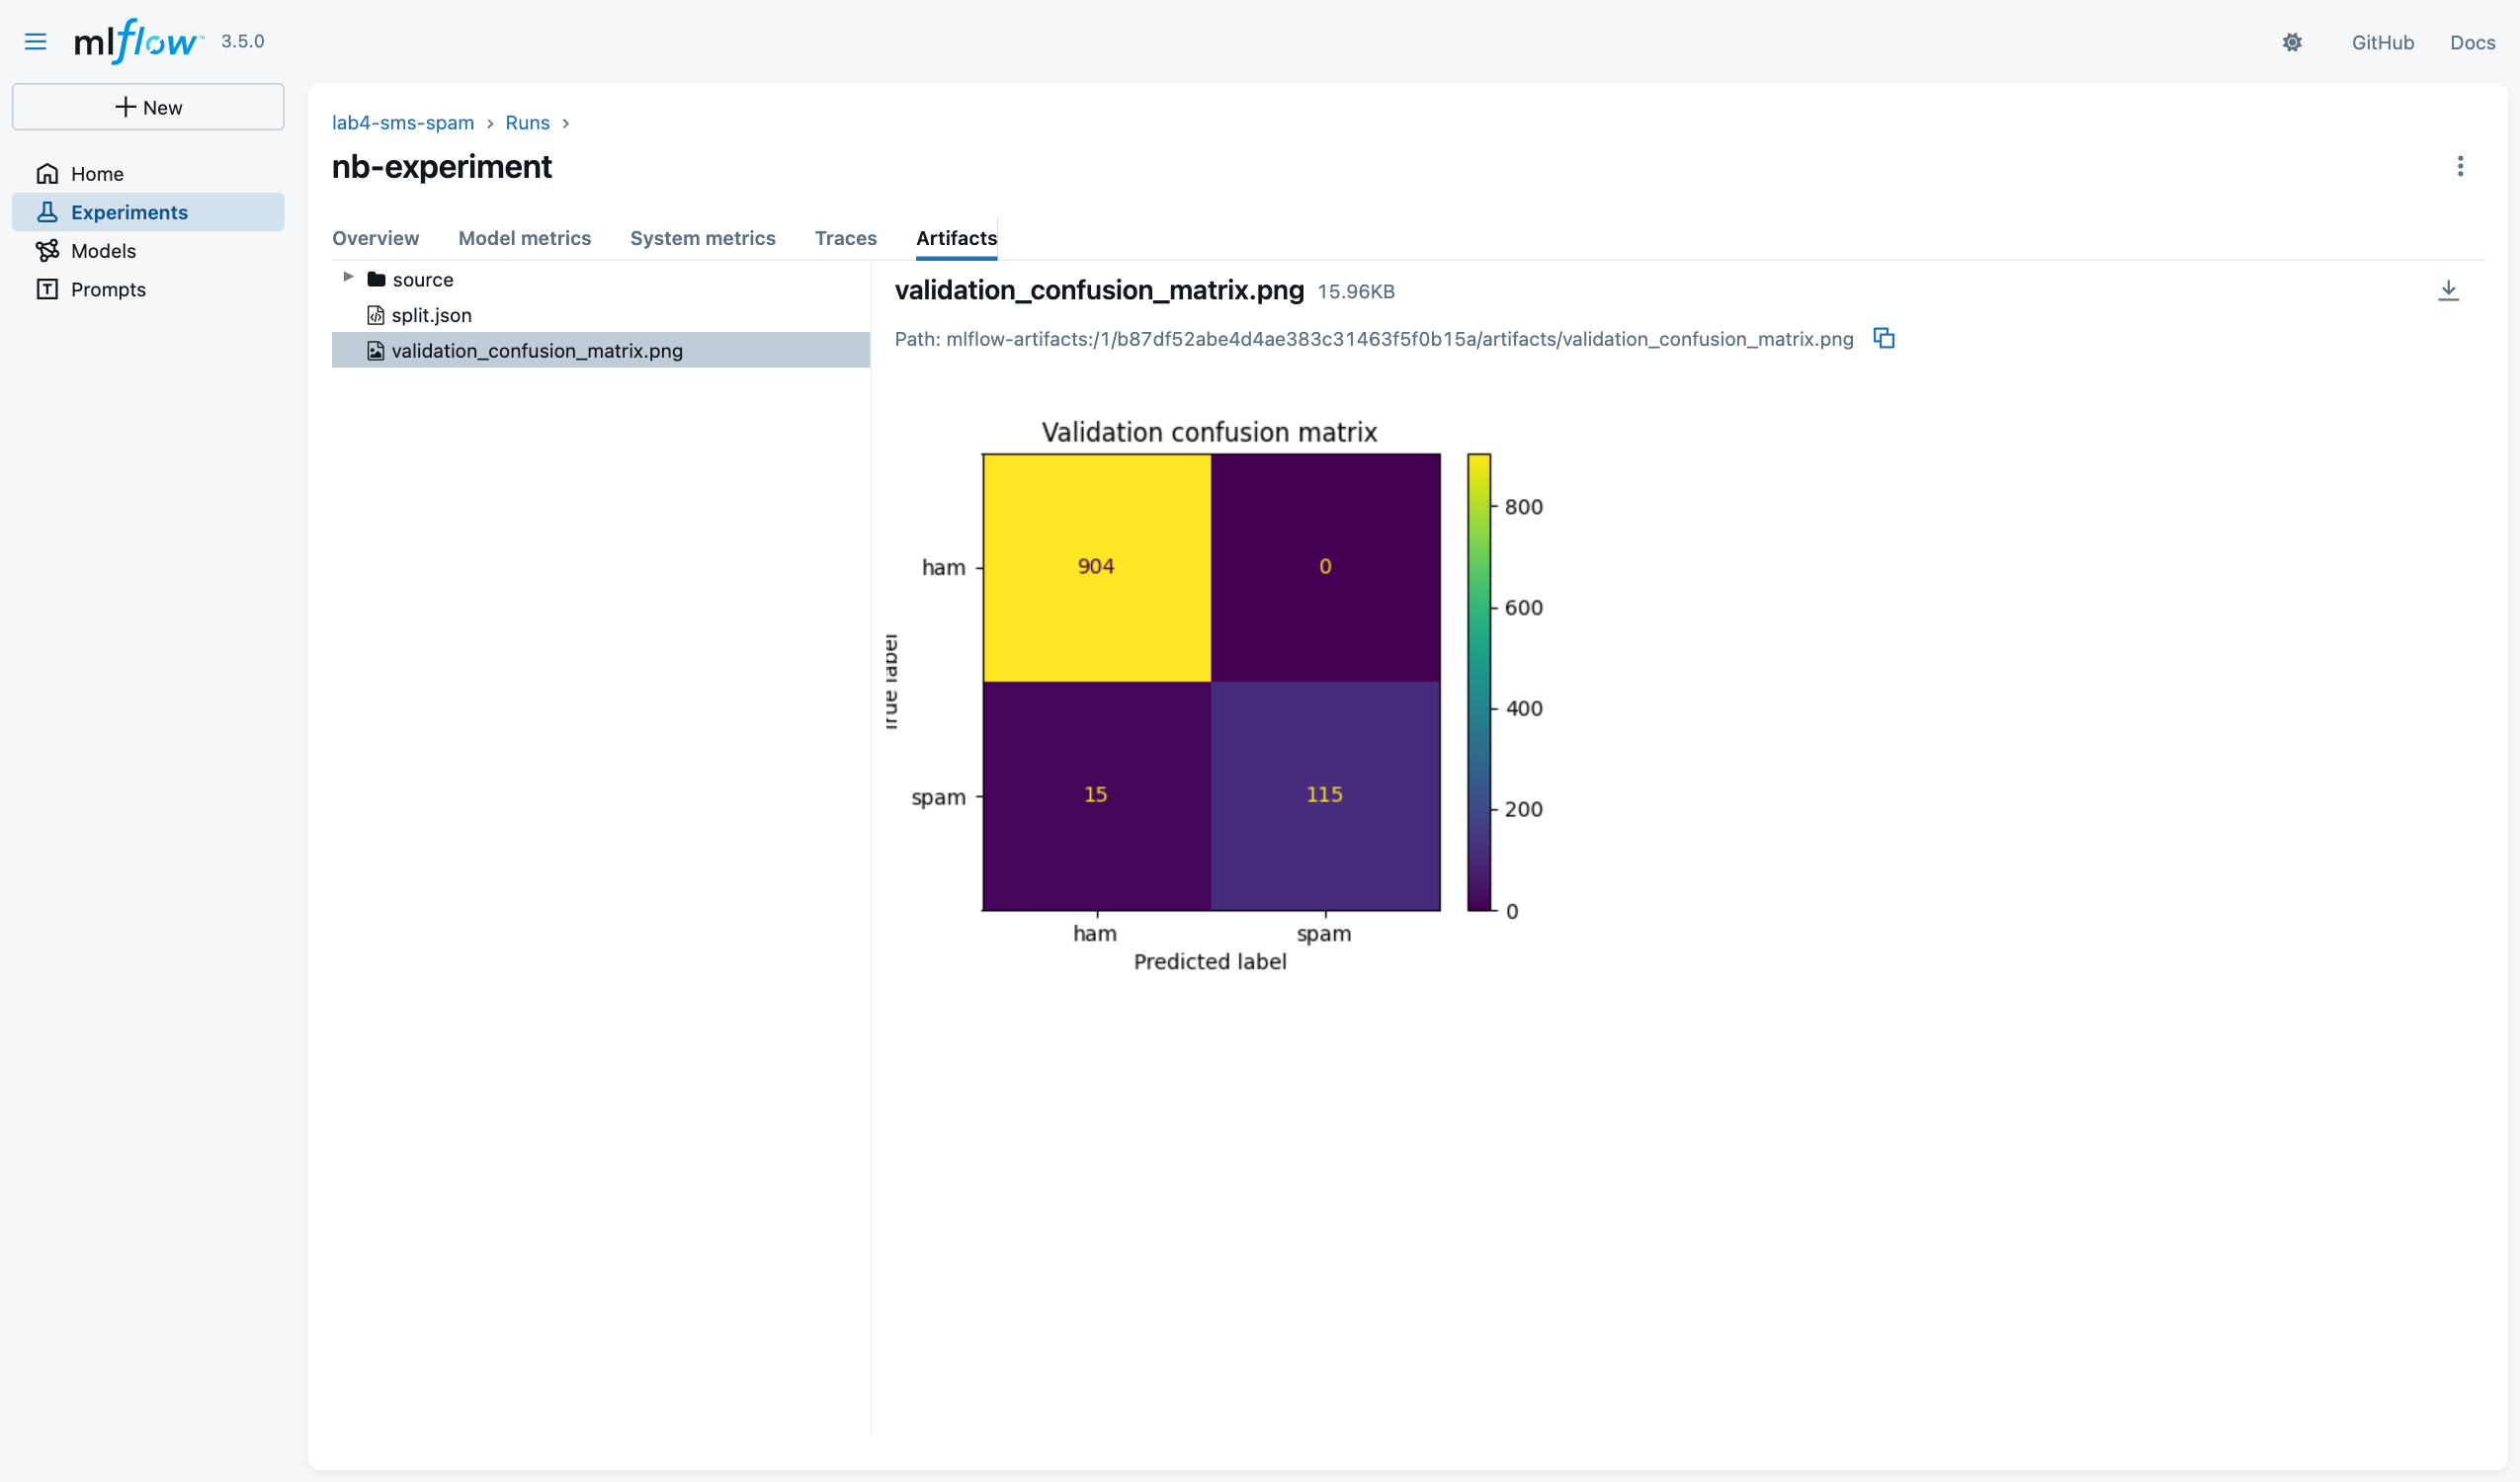 mlflow 3.5.0
GitHub Docs
New
Home
Experiments
Models
Prompts
lab4-sms-spam › Runs ›
nb-experiment
Overview Model metrics System metrics Traces Artifacts
source
split.json
validation_confusion_matrix.png
validation_confusion_matrix.png 15.96KB
Path: mlflow-artifacts:/1/b87df52abe4d4ae383c31463f5f0b15a/artifacts/validation_confusion_matrix.png
Validation confusion matrix
True label
ham
904 0
spam
15 115
ham spam
Predicted label
800
600
400
200
0